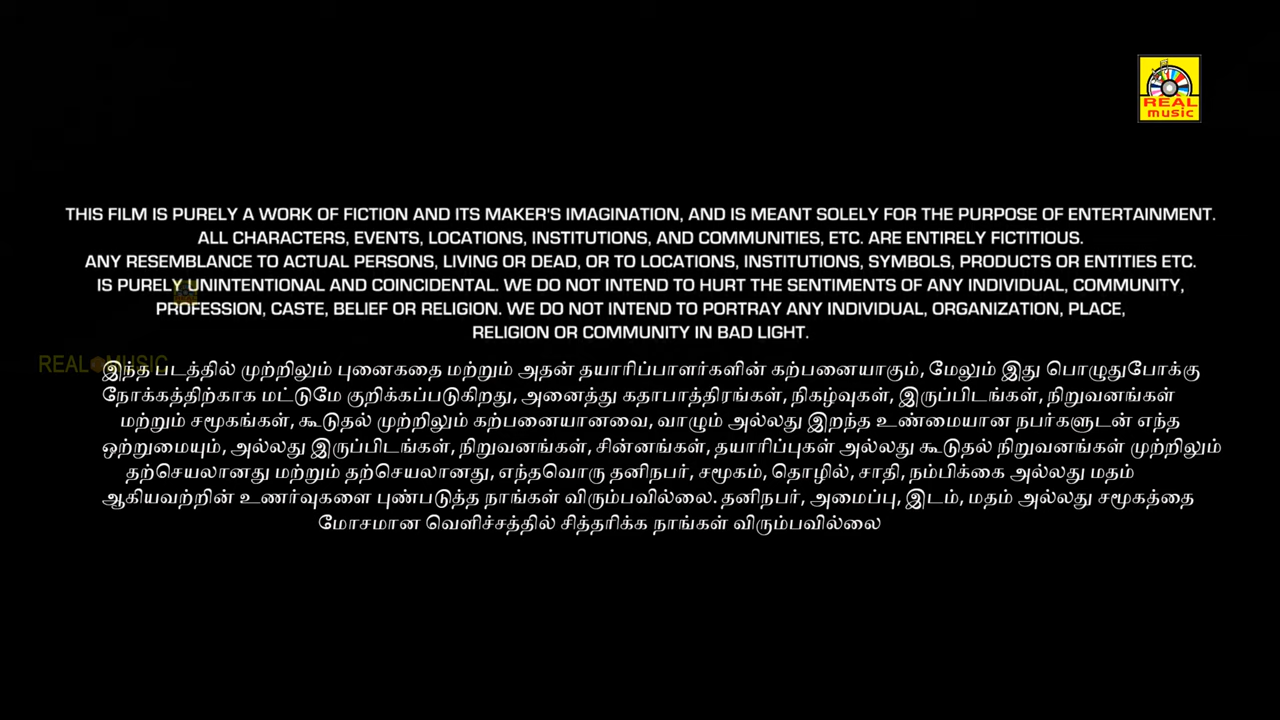 REAL
music
THIS FILM IS PURELY A WORK OF FICTION AND ITS MAKER'S IMAGINATION, AND IS MEANT SOLELY FOR THE PURPOSE OF ENTERTAINMENT.
ALL CHARACTERS, EVENTS, LOCATIONS, INSTITUTIONS, AND COMMUNITIES, ETC. ARE ENTIRELY FICTITIOUS.
ANY RESEMBLANCE TO ACTUAL PERSONS, LIVING OR DEAD, OR TO LOCATIONS, INSTITUTIONS, SYMBOLS, PRODUCTS OR ENTITIES ETC.
IS PURELY UNINTENTIONAL AND COINCIDENTAL. WE DO NOT INTEND TO HURT THE SENTIMENTS OF ANY INDIVIDUAL, COMMUNITY,
PROFESSION, CASTE, BELIEF OR RELIGION. WE DO NOT INTEND TO PORTRAY ANY INDIVIDUAL, ORGANIZATION, PLACE,
RELIGION OR COMMUNITY IN BAD LIGHT.
REAL MUSIC
இந்த படத்தில் முற்றிலும் புனைகதை மற்றும் அதன் தயாரிப்பாளர்களின் கற்பனையாகும், மேலும் இது பொழுதுபோக்கு
நோக்கத்திற்காக மட்டுமே குறிக்கப்படுகிறது, அனைத்து கதாபாத்திரங்கள், நிகழ்வுகள், இருப்பிடங்கள், நிறுவனங்கள்
மற்றும் சமூகங்கள், கூடுதல் முற்றிலும் கற்பனையானவை, வாழும் அல்லது இறந்த உண்மையான நபர்களுடன் எந்த
ஒற்றுமையும், அல்லது இருப்பிடங்கள், நிறுவனங்கள், சின்னங்கள், தயாரிப்புகள் அல்லது கூடுதல் நிறுவனங்கள் முற்றிலும்
தற்செயலானது மற்றும் தற்செயலானது, எந்தவொரு தனிநபர், சமூகம், தொழில், சாதி, நம்பிக்கை அல்லது மதம்
ஆகியவற்றின் உணர்வுகளை புண்படுத்த நாங்கள் விரும்பவில்லை. தனிநபர், அமைப்பு, இடம், மதம் அல்லது சமூகத்தை
மோசமான வெளிச்சத்தில் சித்தரிக்க நாங்கள் விரும்பவில்லை